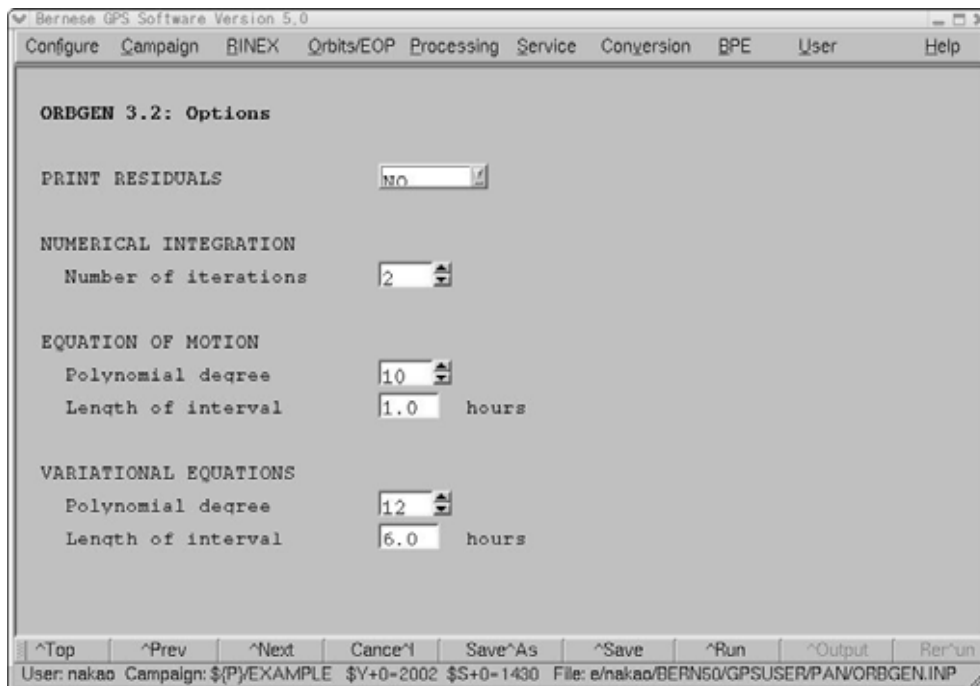 Bernese GPS Software Version 5.0
Configure Campaign RINEX Orbits/EOP Processing Service Conversion BPE User Help
ORBGEN 3.2: Options
PRINT RESIDUALS NO
NUMERICAL INTEGRATION
Number of iterations 2
EQUATION OF MOTION
Polynomial degree 10
Length of interval 1.0 hours
VARIATIONAL EQUATIONS
Polynomial degree 12
Length of interval 6.0 hours
^Top ^Prev ^Next Cance^l Save^As ^Save ^Run ^Output Rer^un
User: nakao Campaign: ${P}/EXAMPLE $Y+0=2002 $S+0=1430 File: e/nakao/BERN50/GPSUSER/PAN/ORBGEN.INP